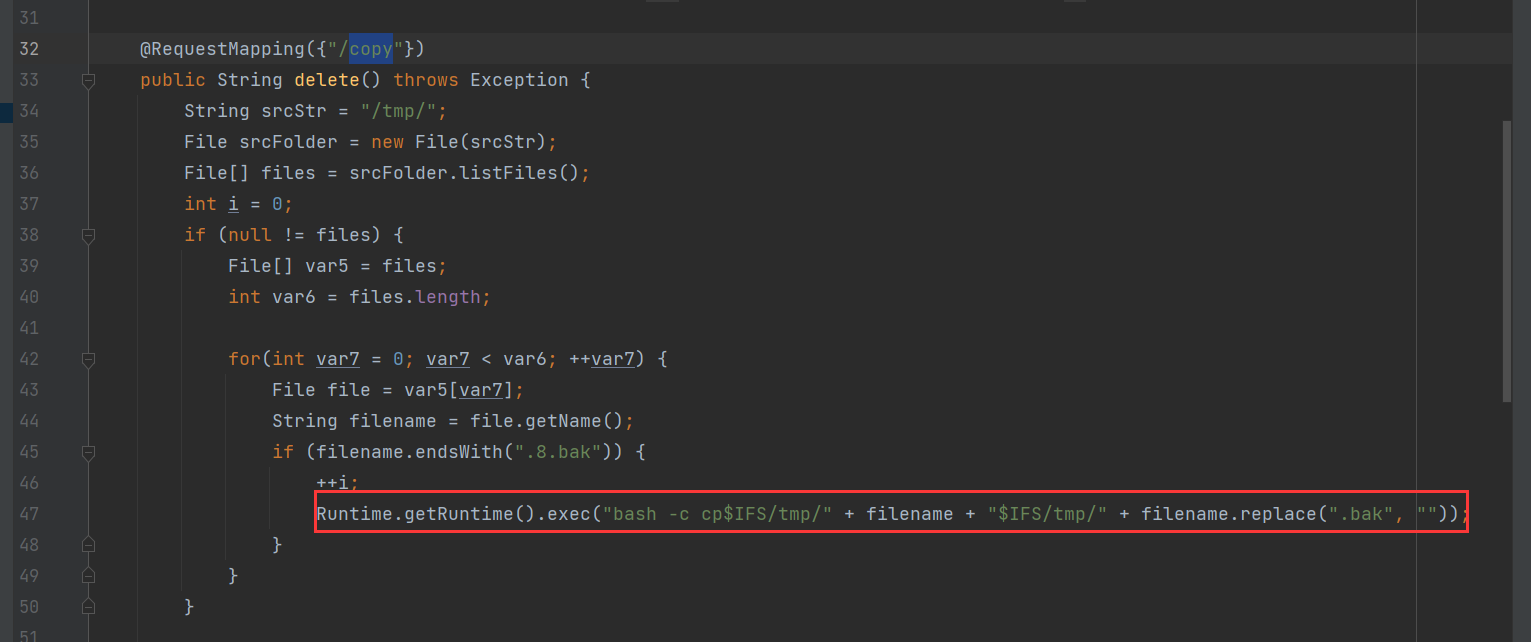 31
32 @RequestMapping({"/copy"})
33 public String delete() throws Exception {
34 String srcStr = "/tmp/";
35 File srcFolder = new File(srcStr);
36 File[] files = srcFolder.listFiles();
37 int i = 0;
38 if (null != files) {
39 File[] var5 = files;
40 int var6 = files.length;
41
42 for(int var7 = 0; var7 < var6; ++var7) {
43 File file = var5[var7];
44 String filename = file.getName();
45 if (filename.endsWith(".8.bak")) {
46 ++i;
47 Runtime.getRuntime().exec("bash -c cp$IFS/tmp/" + filename + "$IFS/tmp/" + filename.replace(".bak", ""));
48 }
49 }
50 }
51